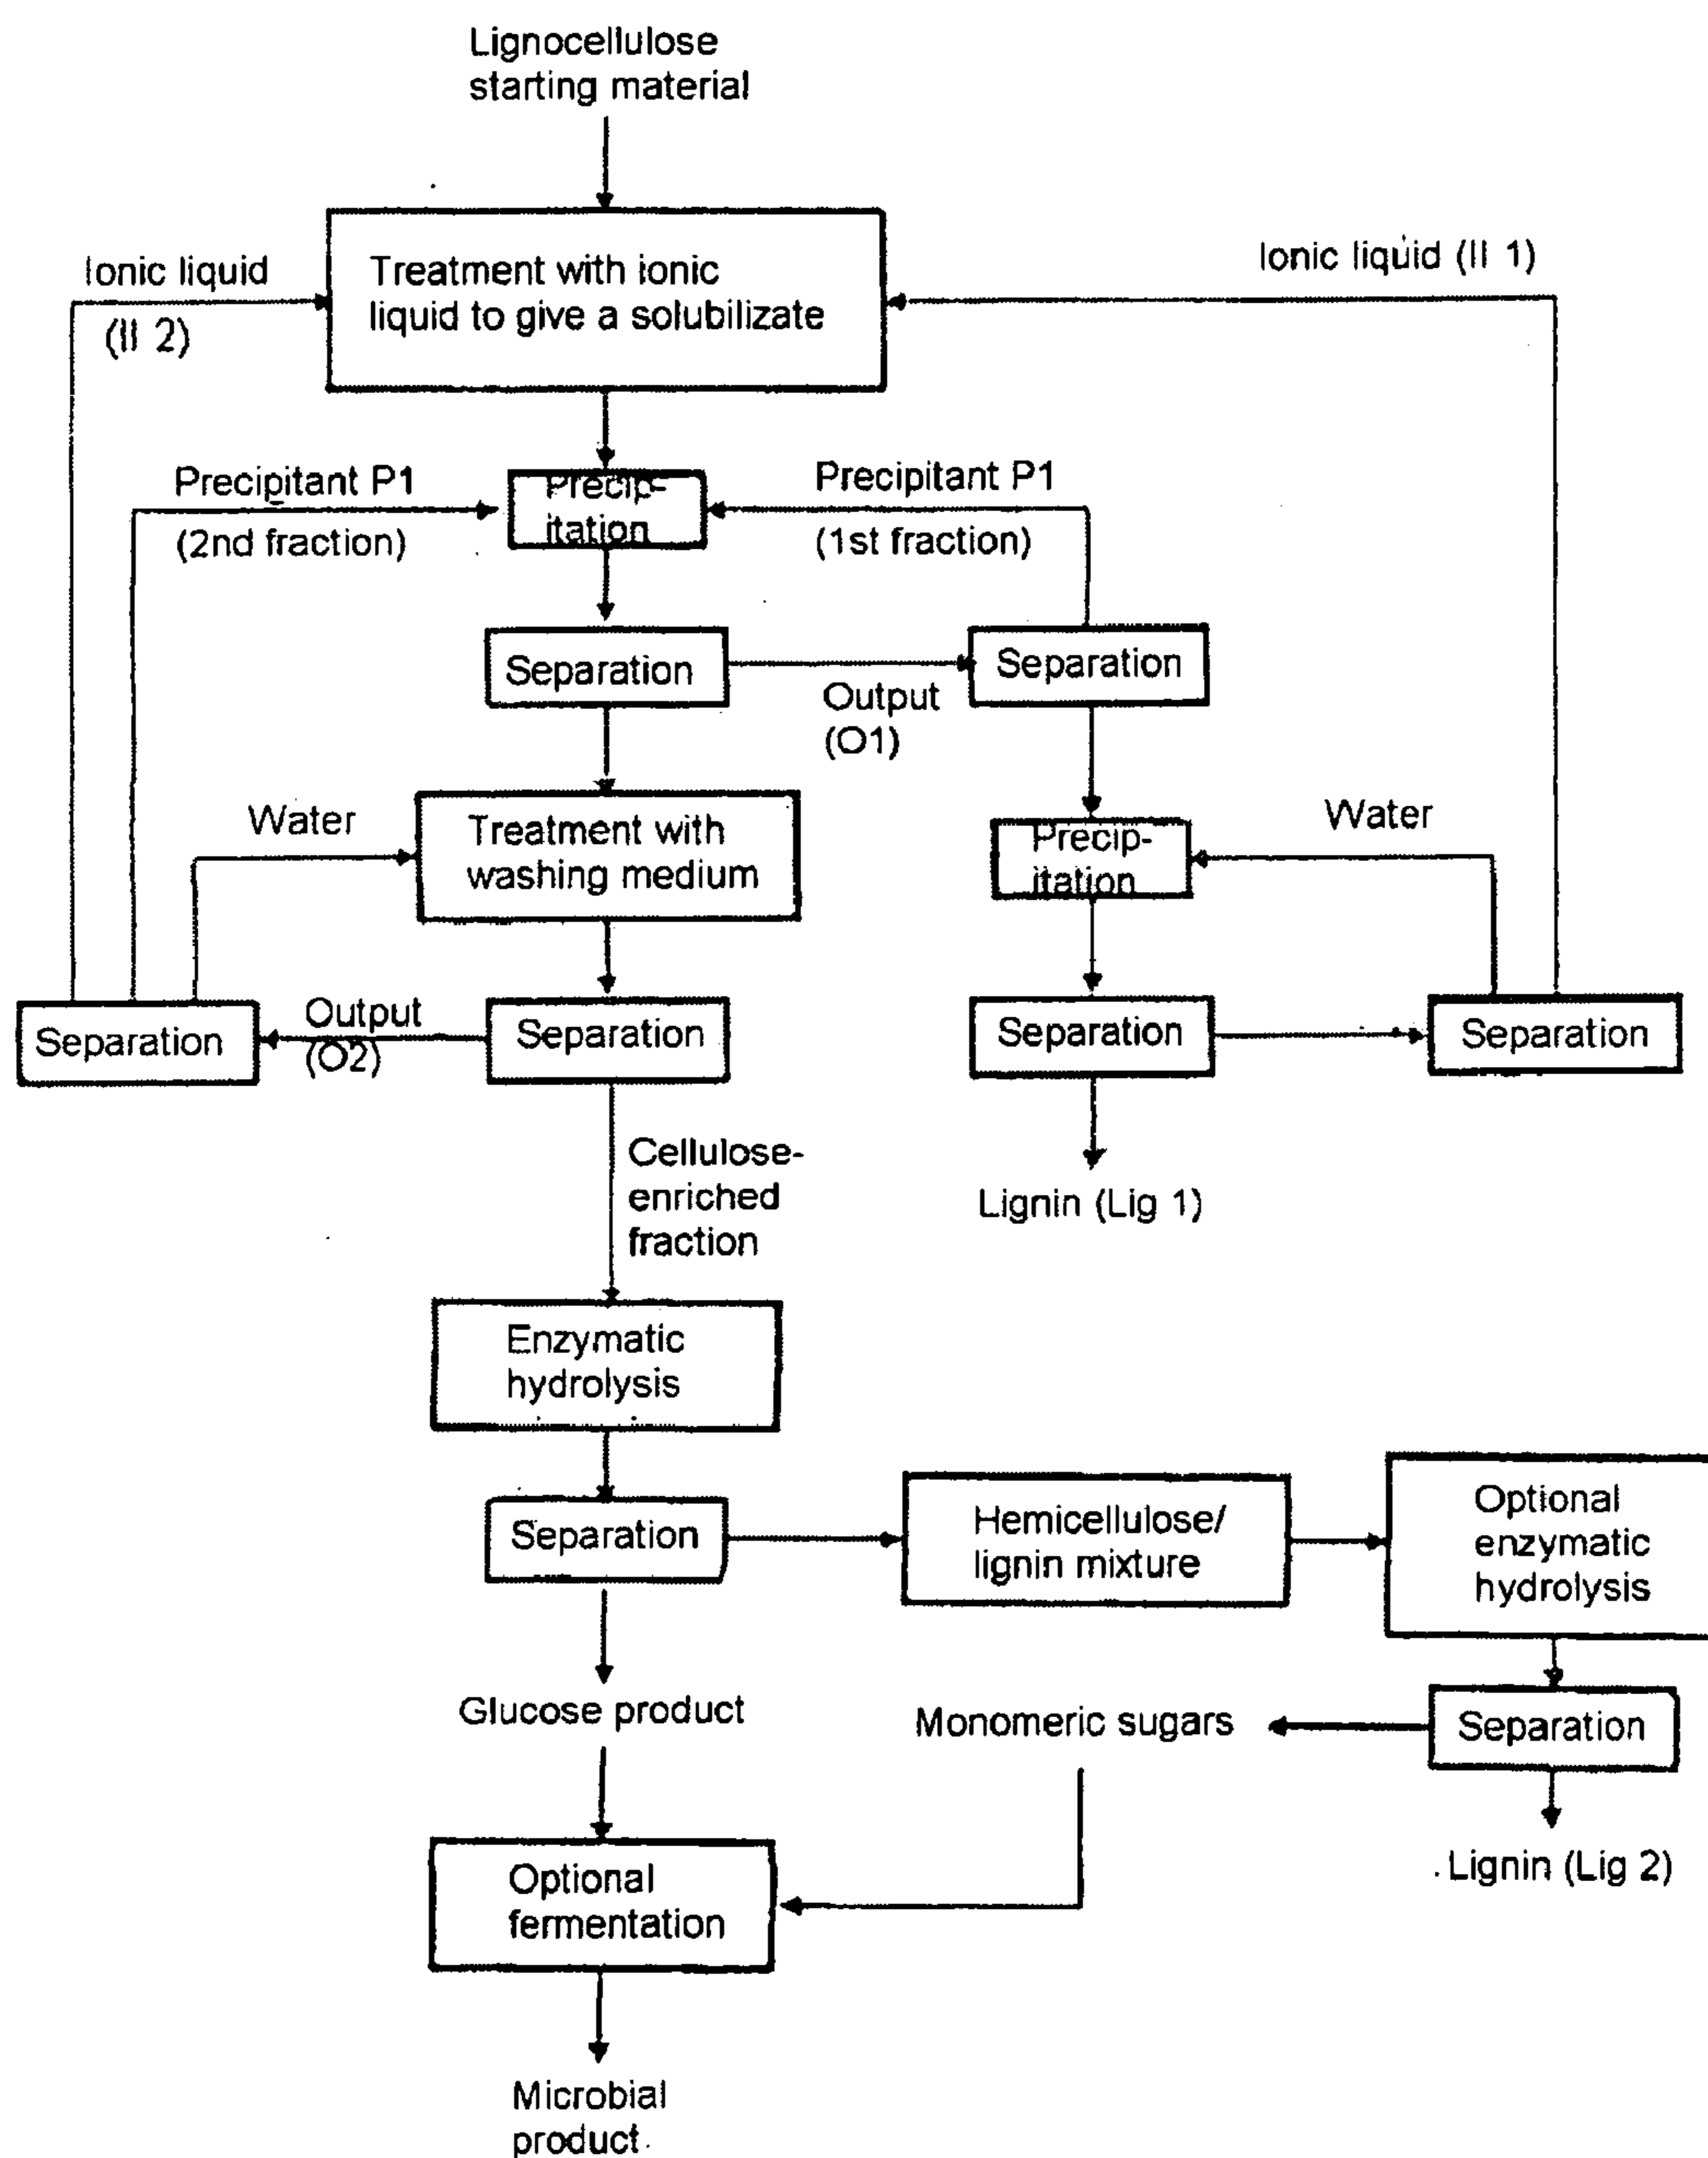 Lignocellulose
starting material
Ionic liquid
(II 2)
Treatment with ionic
liquid to give a solubilizate
Ionic liquid (II 1)
Precipitant P1
(2nd fraction)
Precip-
itation
Precipitant P1
(1st fraction)
Separation
Output
(O1)
Separation
Water
Treatment with
washing medium
Precip-
itation
Water
Separation
Output
(O2)
Separation
Separation
Separation
Cellulose-
enriched
fraction
Lignin (Lig 1)
Enzymatic
hydrolysis
Separation
Hemicellulose/
lignin mixture
Optional
enzymatic
hydrolysis
Glucose product
Monomeric sugars
Separation
Lignin (Lig 2)
Optional
fermentation
Microbial
product